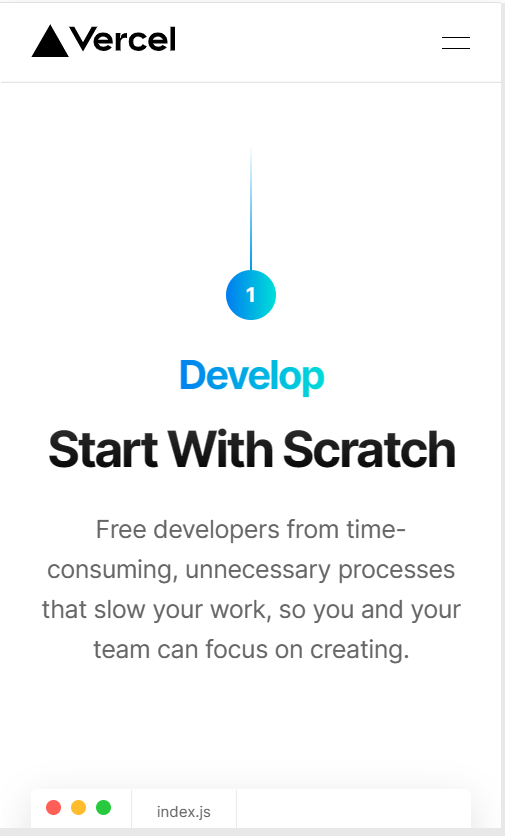 Vercel
1
Develop
Start With Scratch
Free developers from time-
consuming, unnecessary processes
that slow your work, so you and your
team can focus on creating.
index.js